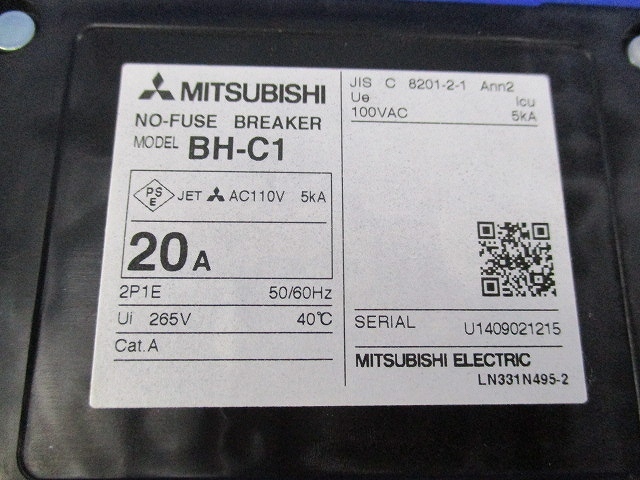 MITSUBISHI
NO-FUSE BREAKER
MODEL BH-C1
PS E JET AC110V 5kA
20A
2P1E 50/60Hz
Ui 265V 40℃
Cat.A
JIS C 8201-2-1 Ann2
Ue Icu
100VAC 5kA
SERIAL U1409021215
MITSUBISHI ELECTRIC
LN331N495-2